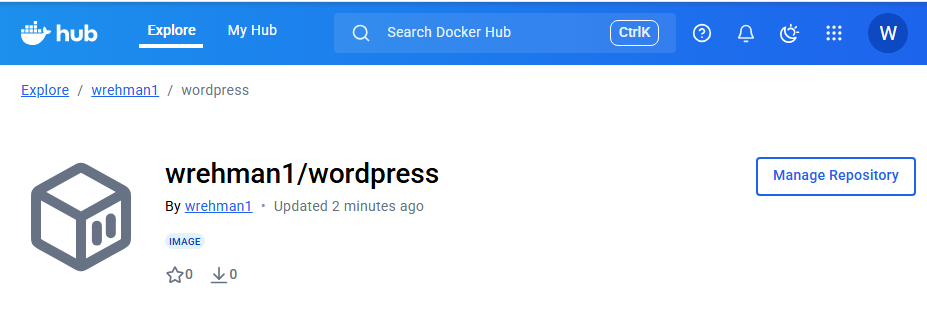 hub Explore My Hub Search Docker Hub CtrlK W
Explore / wrehman1 / wordpress
wrehman1/wordpress
Manage Repository
By wrehman1 • Updated 2 minutes ago
IMAGE
0 0